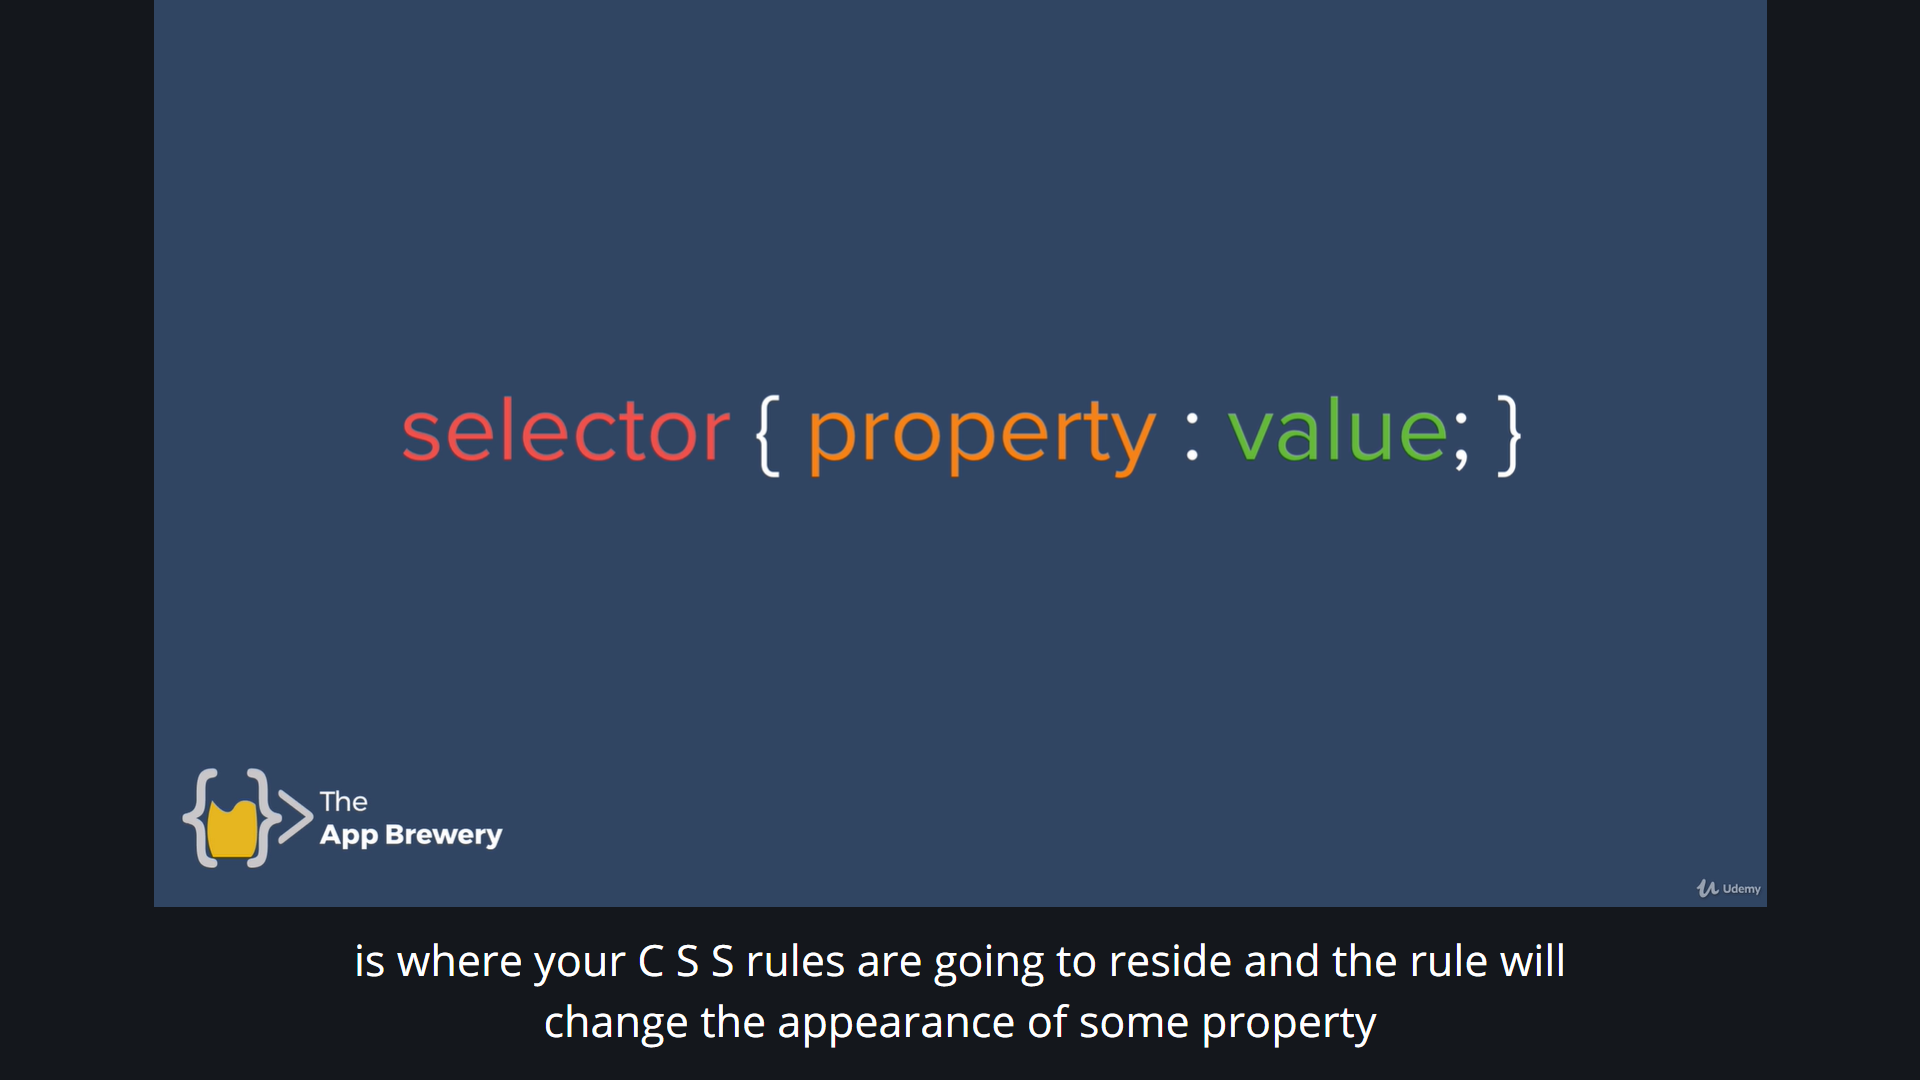 selector { property : value; }
The
App Brewery
Udemy
is where your C S S rules are going to reside and the rule will
change the appearance of some property